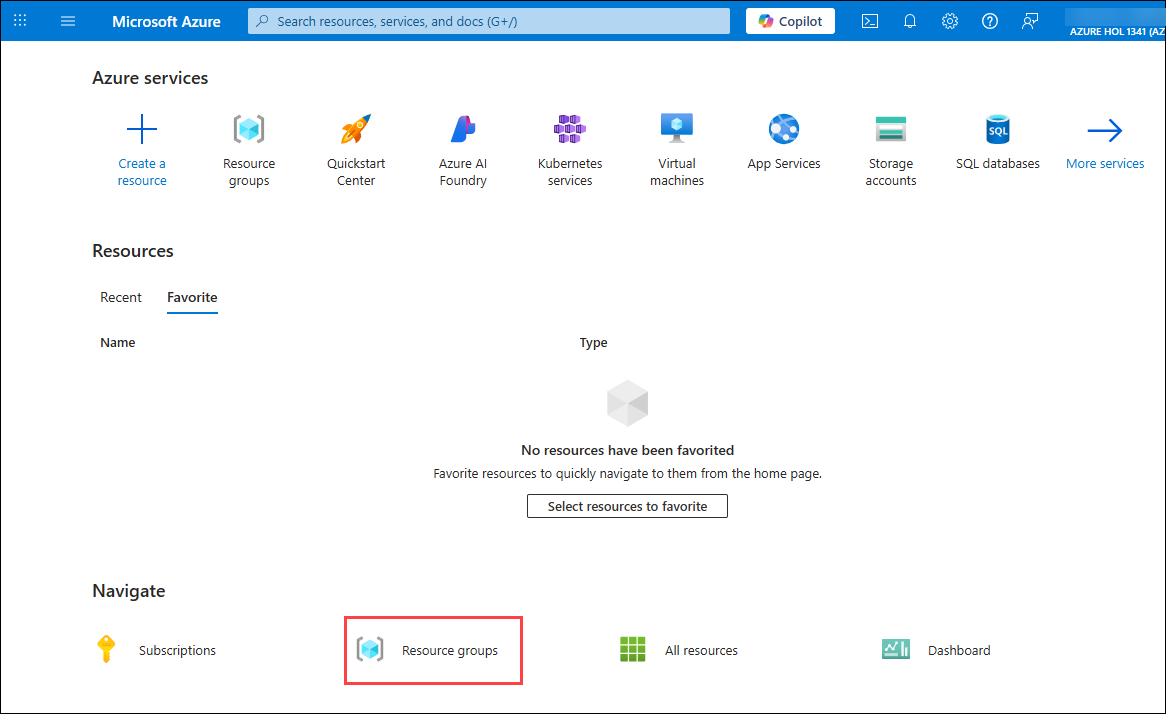 Microsoft Azure
Search resources, services, and docs (G+/)
Copilot
AZURE HOL 1341 (AZ
Azure services
Create a
resource
Resource
groups
Quickstart
Center
Azure AI
Foundry
Kubernetes
services
Virtual
machines
App Services
Storage
accounts
SQL
SQL databases
More services
Resources
Recent
Favorite
Name
Type
No resources have been favorited
Favorite resources to quickly navigate to them from the home page.
Select resources to favorite
Navigate
Subscriptions
Resource groups
All resources
Dashboard